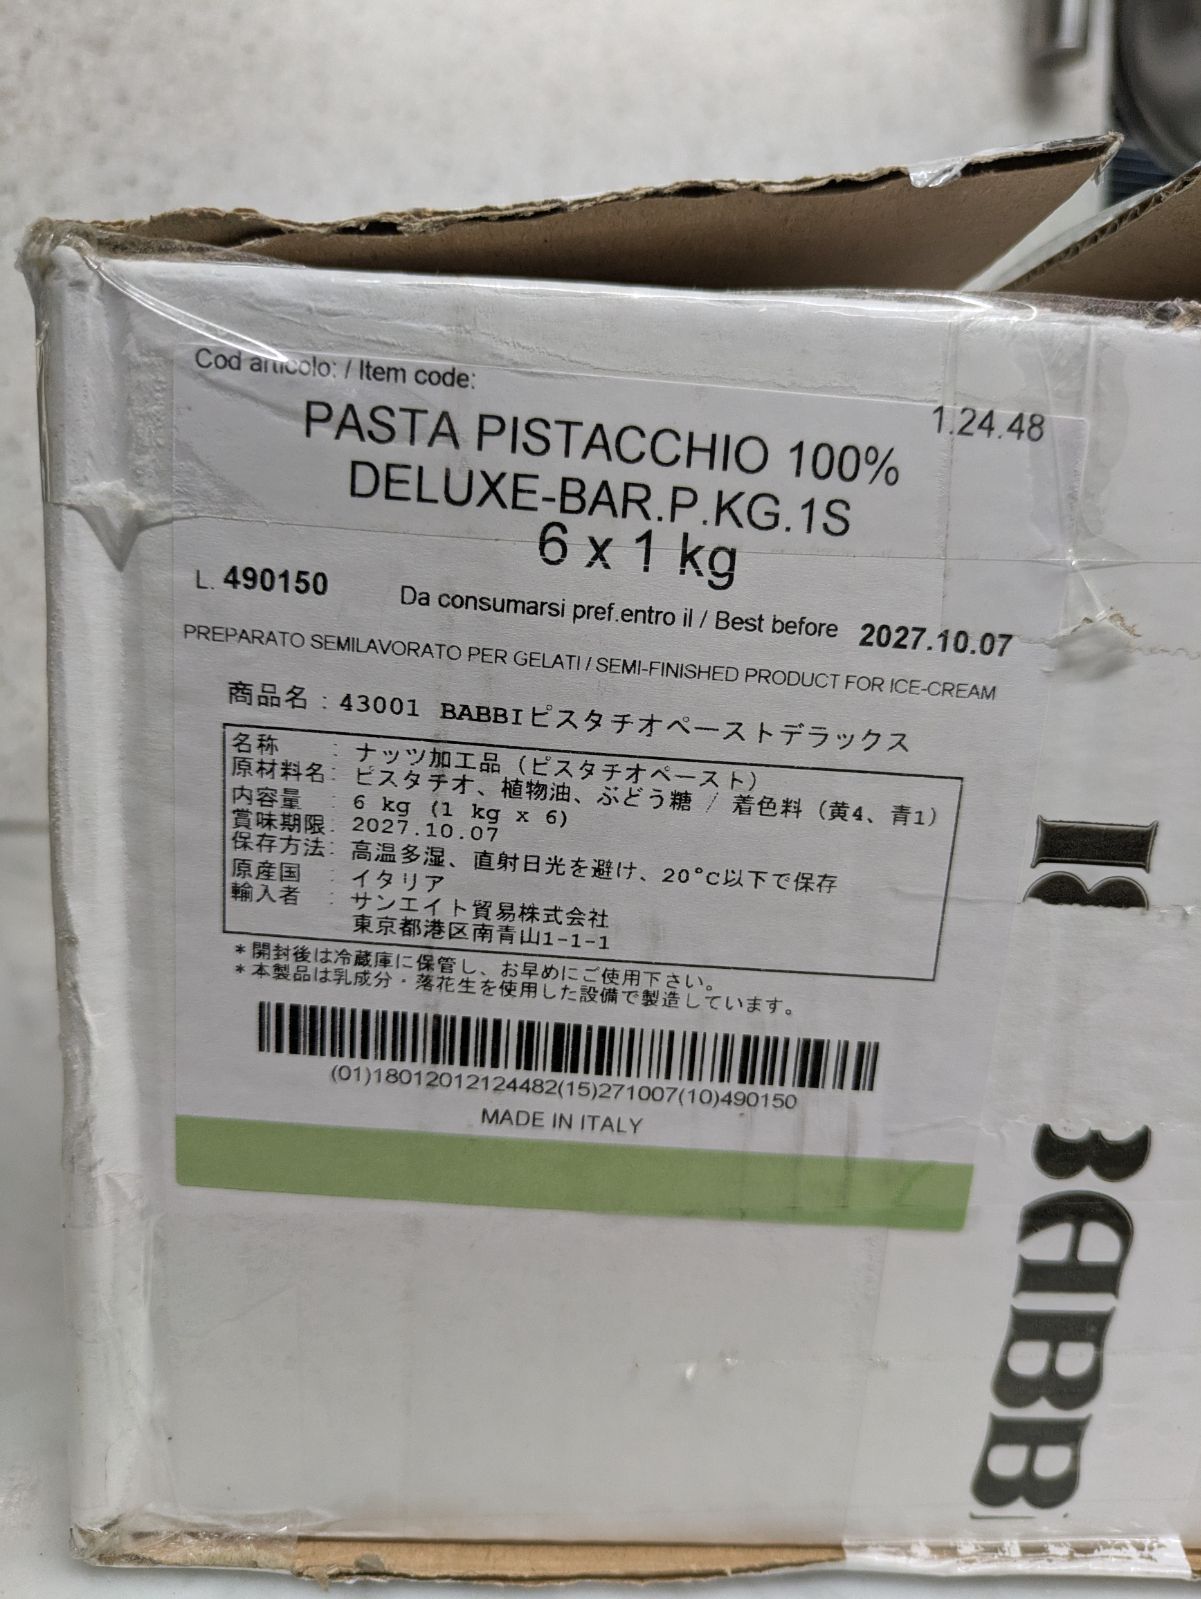 Cod articolo: / Item code:
1.24.48
PASTA PISTACCHIO 100%
DELUXE-BAR.P.KG.1S
6 x 1 kg
L. 490150
Da consumarsi pref.entro il / Best before 2027.10.07
PREPARATO SEMILAVORATO PER GELATI / SEMI-FINISHED PRODUCT FOR ICE-CREAM
商品名 : 43001 BABBIピスタチオペーストデラックス
名称 : ナッツ加工品 (ピスタチオペースト)
原材料名: ピスタチオ、植物油、ぶどう糖 / 着色料 (黄4、青1)
内容量 : 6 kg (1 kg x 6)
賞味期限: 2027.10.07
保存方法: 高温多湿、直射日光を避け、20°C以下で保存
原産国 : イタリア
輸入者 : サンエイト貿易株式会社
東京都港区南青山1-1-1
*開封後は冷蔵庫に保管し、お早めにご使用下さい。
*本製品は乳成分・落花生を使用した設備で製造しています。
(01)18012012124482(15)271007(10)490150
MADE IN ITALY
BABB